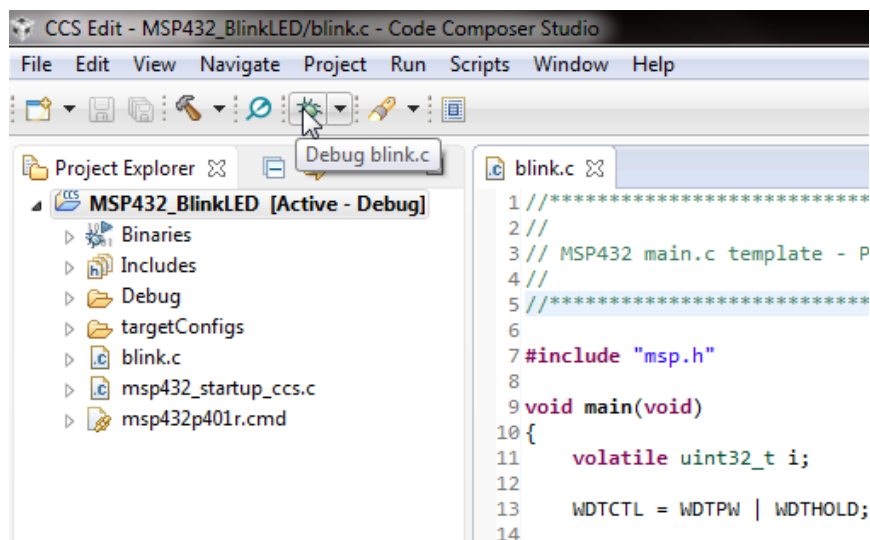 CCS Edit - MSP432_BlinkLED/blink.c - Code Composer Studio
File Edit View Navigate Project Run Scripts Window Help
Debug blink.c
Project Explorer
MSP432_BlinkLED [Active - Debug]
Binaries
Includes
Debug
targetConfigs
blink.c
msp432_startup_ccs.c
msp432p401r.cmd
blink.c
1 //****************************
2 //
3 // MSP432 main.c template - P
4 //
5 //****************************
6
7 #include "msp.h"
8
9 void main(void)
10 {
11 volatile uint32_t i;
12
13 WDTCTL = WDTPW | WDTHOLD;
14